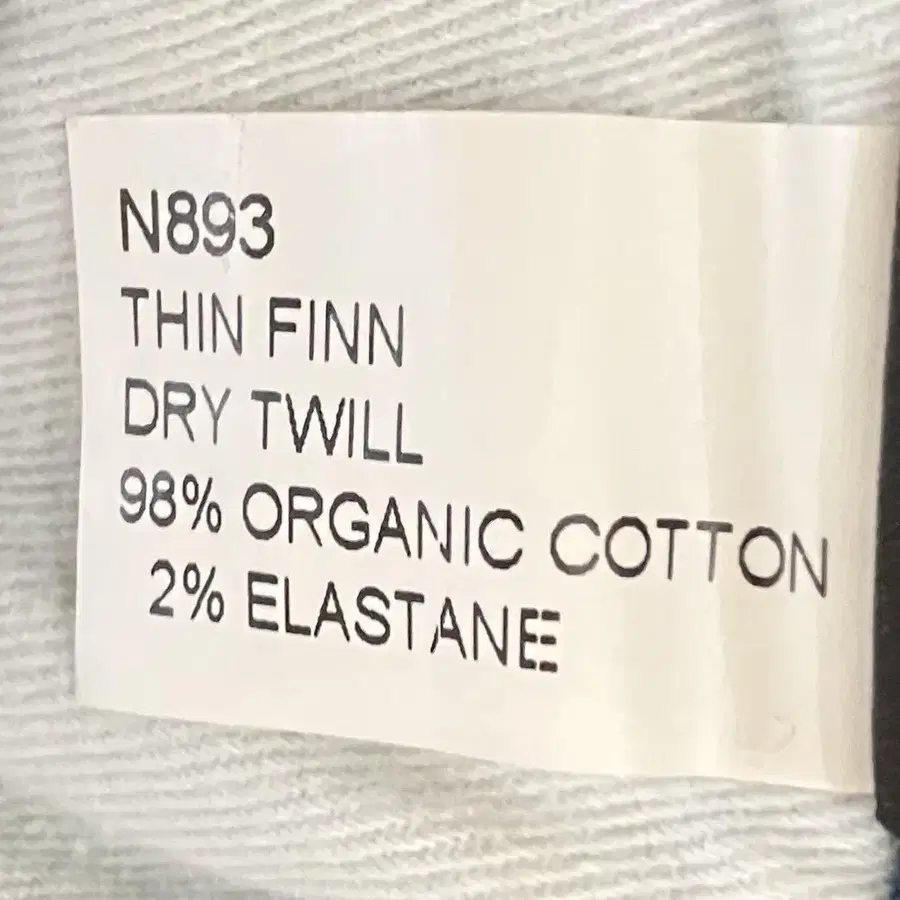 N893
THIN FINN
DRY TWILL
98% ORGANIC COTTON
2% ELASTANE